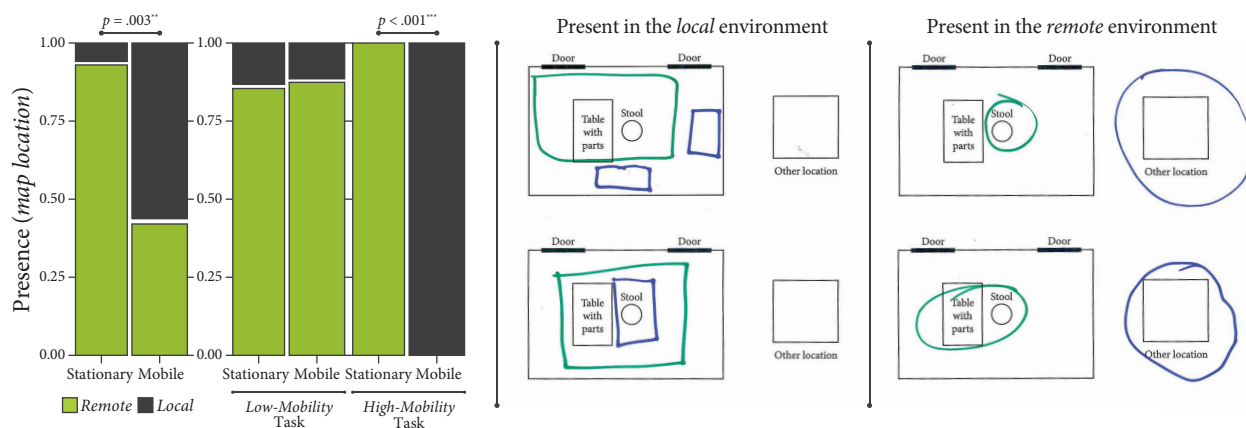 p = .003**
p < .001***
Presence (map location)
1.00
0.75
0.50
0.25
0.00
Stationary Mobile
Remote Local
1.00
0.75
0.50
0.25
0.00
Stationary Mobile Stationary Mobile
Low-Mobility
Task
High-Mobility
Task
Present in the local environment
Door Door
Table
with
parts
Stool
Other location
Door Door
Table
with
parts
Stool
Other location
Present in the remote environment
Door Door
Table
with
parts
Stool
Other location
Door Door
Table
with
parts
Stool
Other location